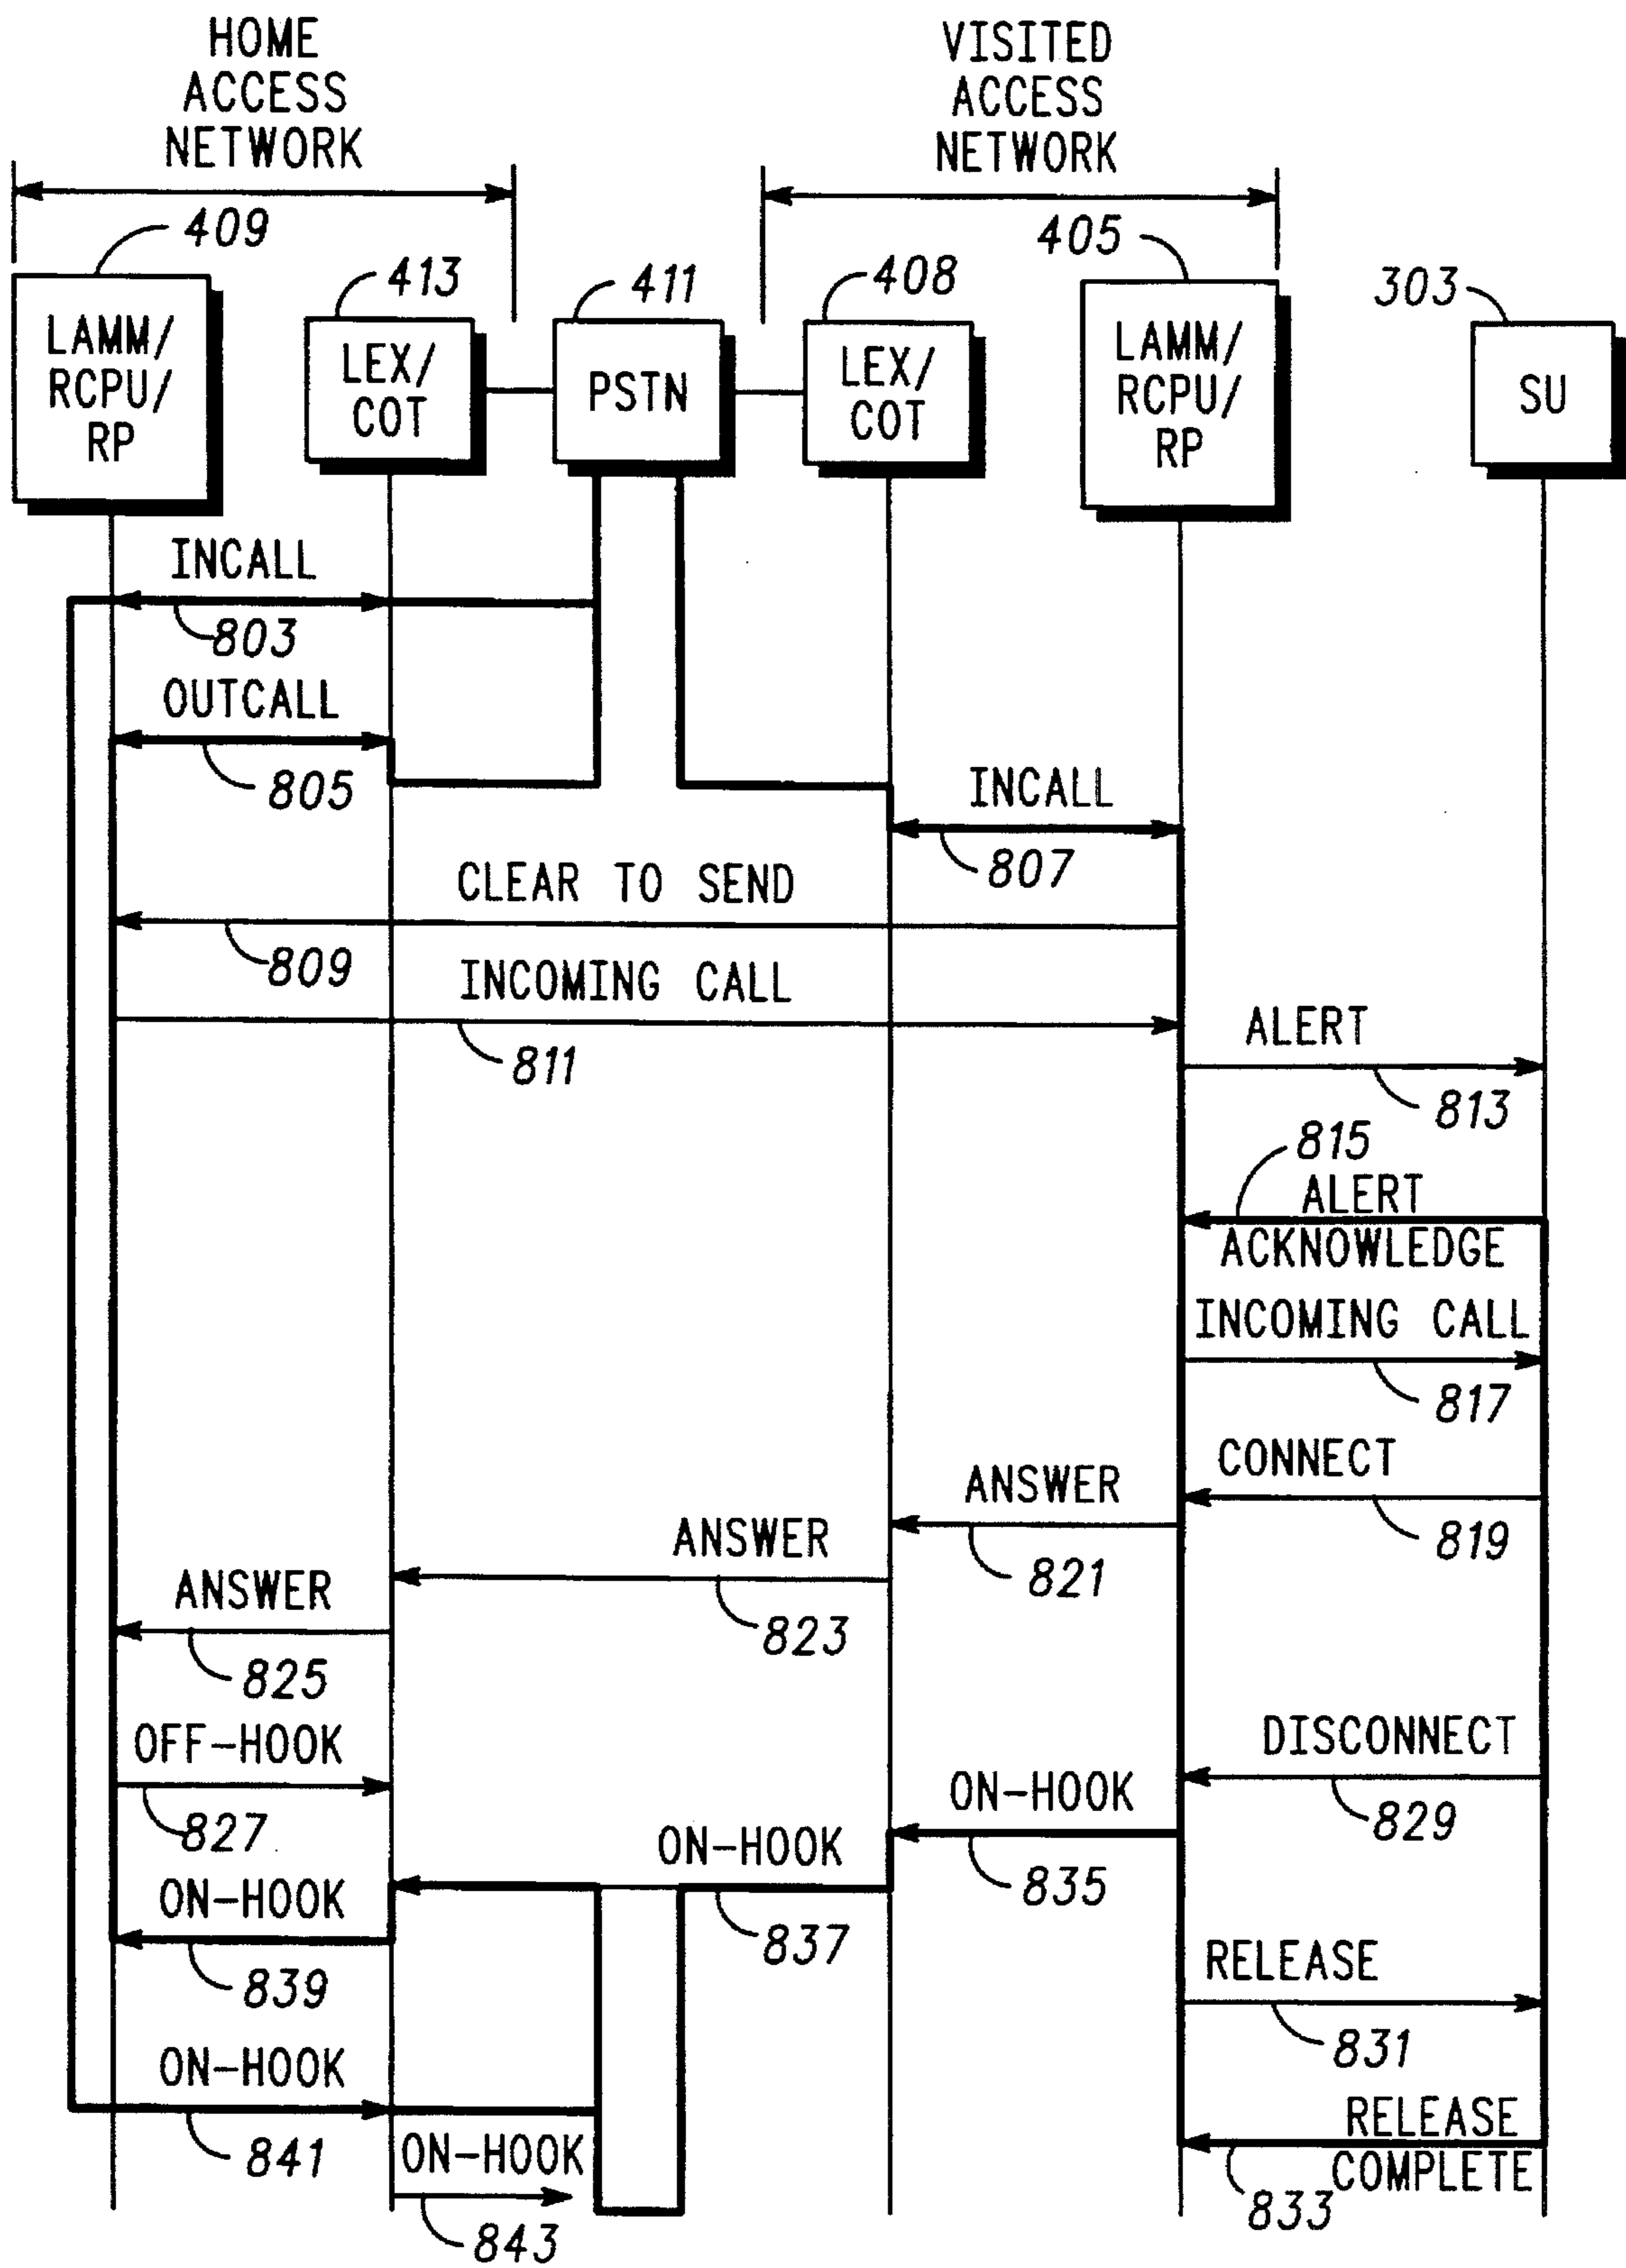 HOME
ACCESS
NETWORK
VISITED
ACCESS
NETWORK
409
413
411
408
405
303
LAMM/
RCPU/
RP
LEX/
COT
PSTN
LEX/
COT
LAMM/
RCPU/
RP
SU
INCALL
803
OUTCALL
805
INCALL
807
CLEAR TO SEND
809
INCOMING CALL
811
ALERT
813
815
ALERT
ACKNOWLEDGE
INCOMING CALL
817
CONNECT
819
ANSWER
821
ANSWER
823
ANSWER
825
OFF-HOOK
827
DISCONNECT
829
ON-HOOK
835
ON-HOOK
837
ON-HOOK
839
RELEASE
831
ON-HOOK
841
RELEASE
COMPLETE
833
ON-HOOK
843